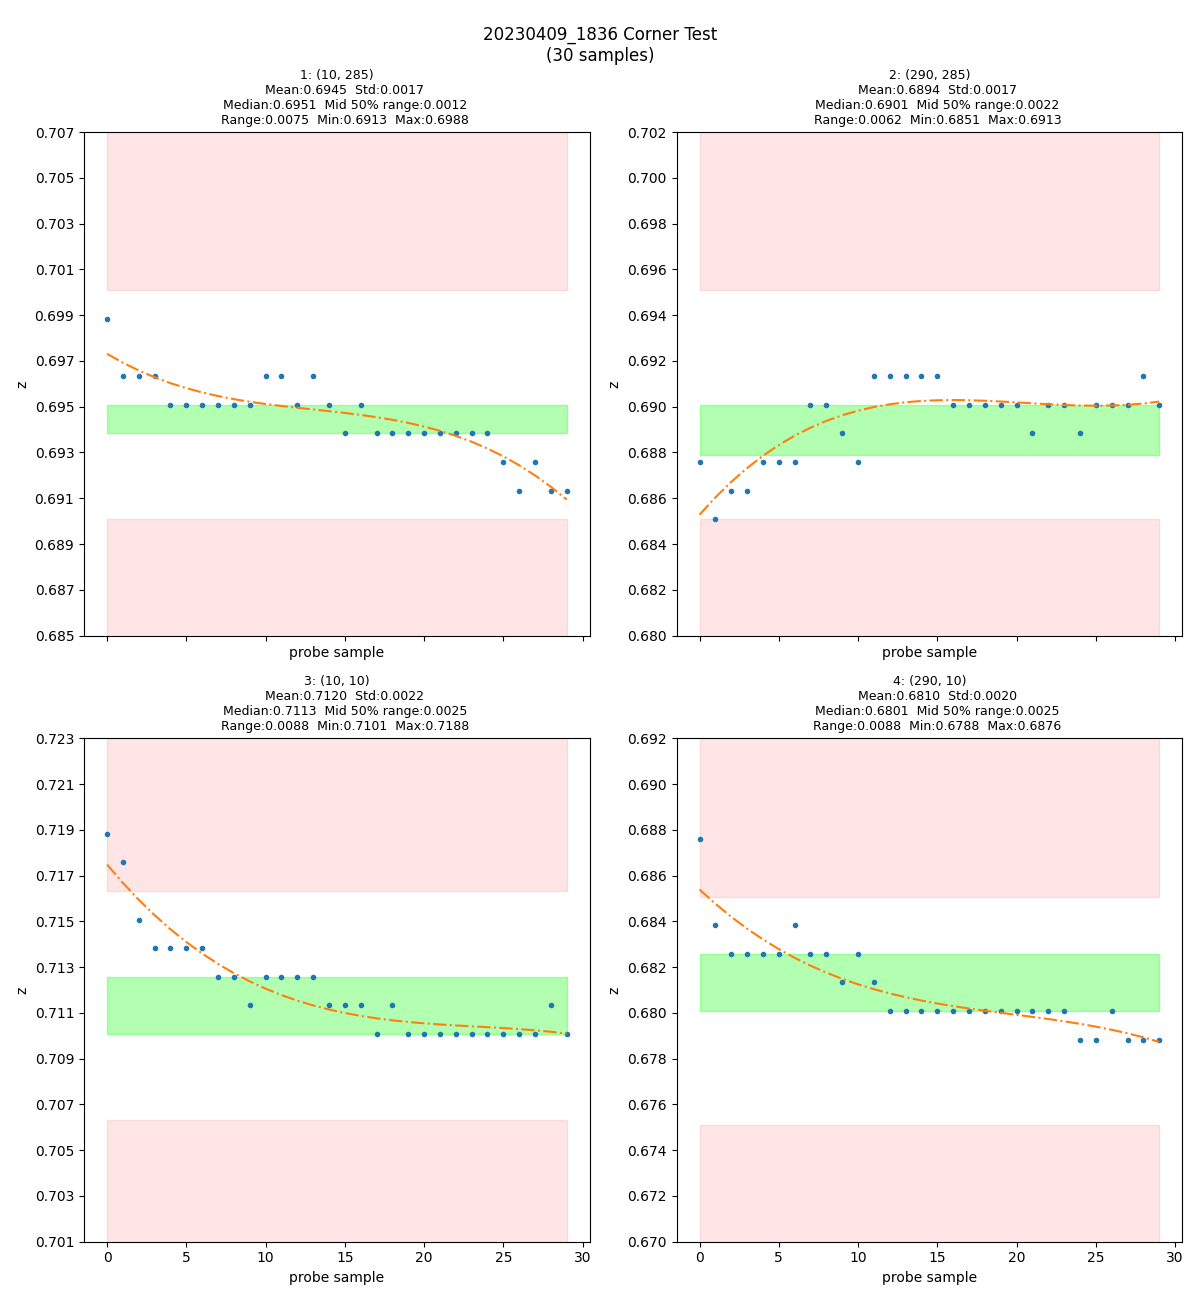 20230409_1836 Corner Test
(30 samples)
1: (10, 285)
Mean:0.6945  Std:0.0017
Median:0.6951  Mid 50% range:0.0012
Range:0.0075  Min:0.6913  Max:0.6988
0.707
0.705
0.703
0.701
0.699
0.697
0.695
0.693
0.691
0.689
0.687
0.685
z
probe sample
2: (290, 285)
Mean:0.6894  Std:0.0017
Median:0.6901  Mid 50% range:0.0022
Range:0.0062  Min:0.6851  Max:0.6913
0.702
0.700
0.698
0.696
0.694
0.692
0.690
0.688
0.686
0.684
0.682
0.680
z
probe sample
3: (10, 10)
Mean:0.7120  Std:0.0022
Median:0.7113  Mid 50% range:0.0025
Range:0.0088  Min:0.7101  Max:0.7188
0.723
0.721
0.719
0.717
0.715
0.713
0.711
0.709
0.707
0.705
0.703
0.701
z
0 5 10 15 20 25 30
probe sample
4: (290, 10)
Mean:0.6810  Std:0.0020
Median:0.6801  Mid 50% range:0.0025
Range:0.0088  Min:0.6788  Max:0.6876
0.692
0.690
0.688
0.686
0.684
0.682
0.680
0.678
0.676
0.674
0.672
0.670
z
0 5 10 15 20 25 30
probe sample